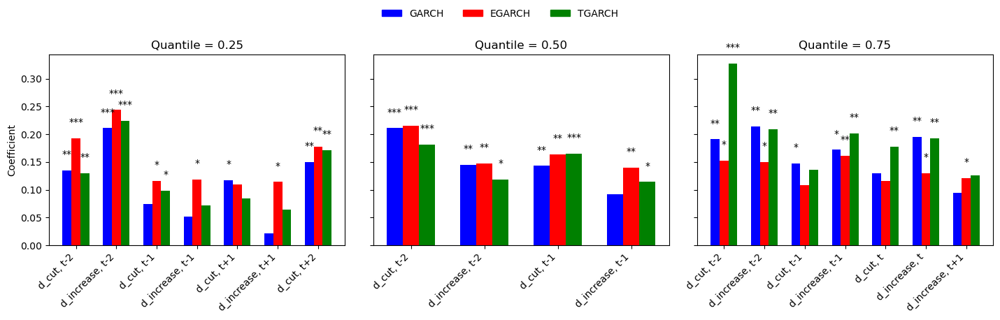 GARCH EGARCH TGARCH
Quantile = 0.25
Coefficient
0.30
0.25
0.20
0.15
0.10
0.05
0.00
** *** ** *** *** *** * * * * * ** ** **
d_cut, t-2
d_increase, t-2
d_cut, t-1
d_increase, t-1
d_cut, t+1
d_increase, t+1
d_cut, t+2
Quantile = 0.50
*** *** *** ** ** * ** ** *** ** *
d_cut, t-2
d_increase, t-2
d_cut, t-1
d_increase, t-1
Quantile = 0.75
** * *** ** * ** * * ** ** ** ** * ** *
d_cut, t-2
d_increase, t-2
d_cut, t-1
d_increase, t-1
d_cut, t
d_increase, t
d_increase, t+1